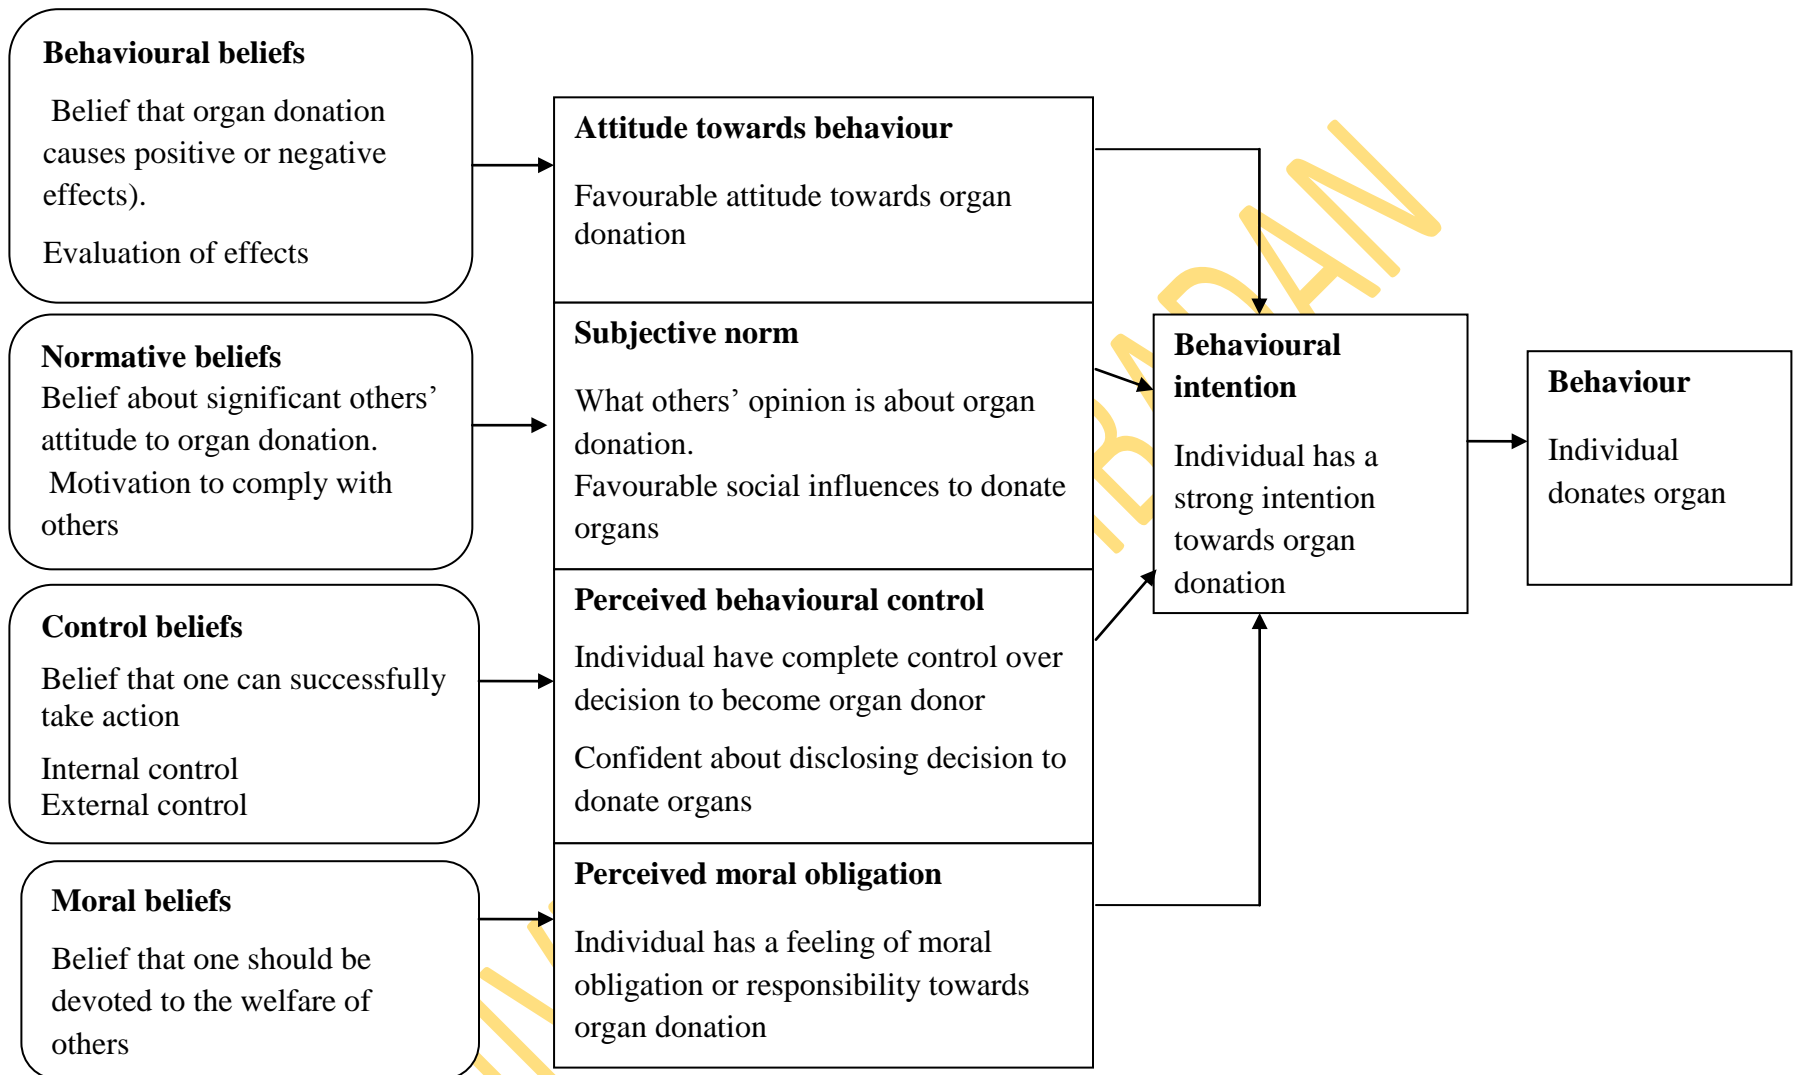 Behavioural beliefs
Belief that organ donation
causes positive or negative
effects).
Evaluation of effects
Normative beliefs
Belief about significant others’
attitude to organ donation.
Motivation to comply with
others
Control beliefs
Belief that one can successfully
take action
Internal control
External control
Moral beliefs
Belief that one should be
devoted to the welfare of
others
Attitude towards behaviour
Favourable attitude towards organ
donation
Subjective norm
What others’ opinion is about organ
donation.
Favourable social influences to donate
organs
Perceived behavioural control
Individual have complete control over
decision to become organ donor
Confident about disclosing decision to
donate organs
Perceived moral obligation
Individual has a feeling of moral
obligation or responsibility towards
organ donation
Behavioural
intention
Individual has a
strong intention
towards organ
donation
Behaviour
Individual
donates organ